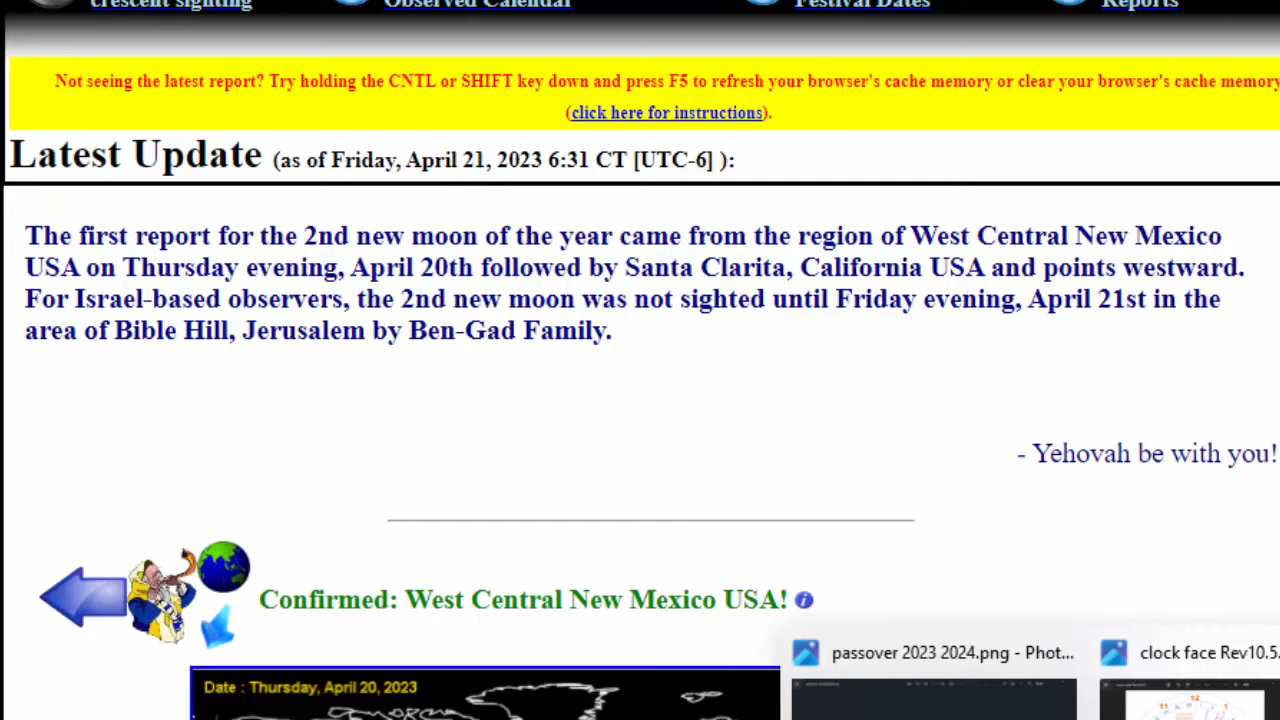 crescent sighting Observed Calendar Festival Dates Reports
Not seeing the latest report? Try holding the CNTL or SHIFT key down and press F5 to refresh your browser's cache memory or clear your browser's cache memory
(click here for instructions).
Latest Update (as of Friday, April 21, 2023 6:31 CT [UTC-6] ):
The first report for the 2nd new moon of the year came from the region of West Central New Mexico
USA on Thursday evening, April 20th followed by Santa Clarita, California USA and points westward.
For Israel-based observers, the 2nd new moon was not sighted until Friday evening, April 21st in the
area of Bible Hill, Jerusalem by Ben-Gad Family.
- Yehovah be with you!
Confirmed: West Central New Mexico USA!
passover 2023 2024.png - Phot... clock face Rev10.5.
Date : Thursday, April 20, 2023